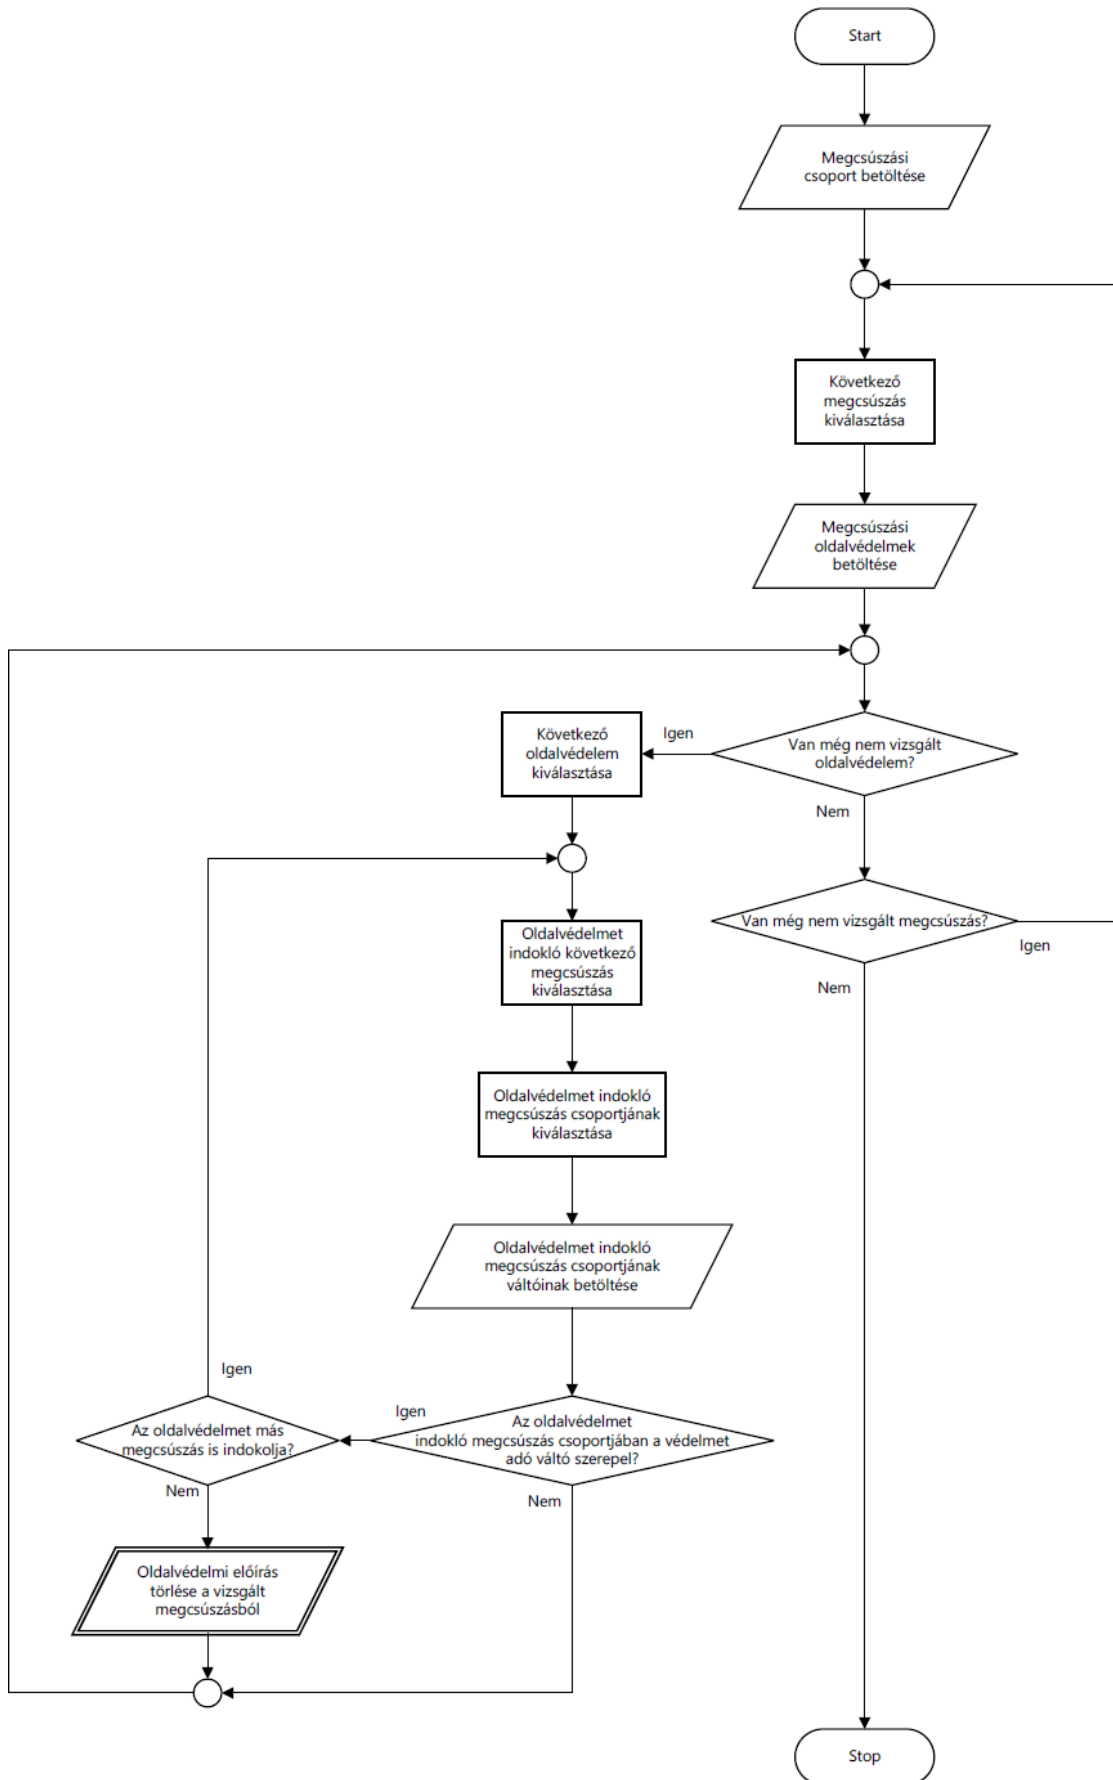 Start
Megcsúszási
csoport betöltése
Következő
megcsúszás
kiválasztása
Megcsúszási
oldalvédelmek
betöltése
Van még nem vizsgált
oldalvédelem?
Igen
Nem
Következő
oldalvédelem
kiválasztása
Van még nem vizsgált megcsúszás?
Igen
Nem
Oldalvédelmet
indokló következő
megcsúszás
kiválasztása
Oldalvédelmet indokló
megcsúszás csoportjának
kiválasztása
Oldalvédelmet indokló
megcsúszás csoportjának
váltóinak betöltése
Az oldalvédelmet
indokló megcsúszás csoportjában a védelmet
adó váltó szerepel?
Igen
Nem
Az oldalvédelmet más
megcsúszás is indokolja?
Igen
Nem
Oldalvédelmi előírás
törlése a vizsgált
megcsúszásból
Stop